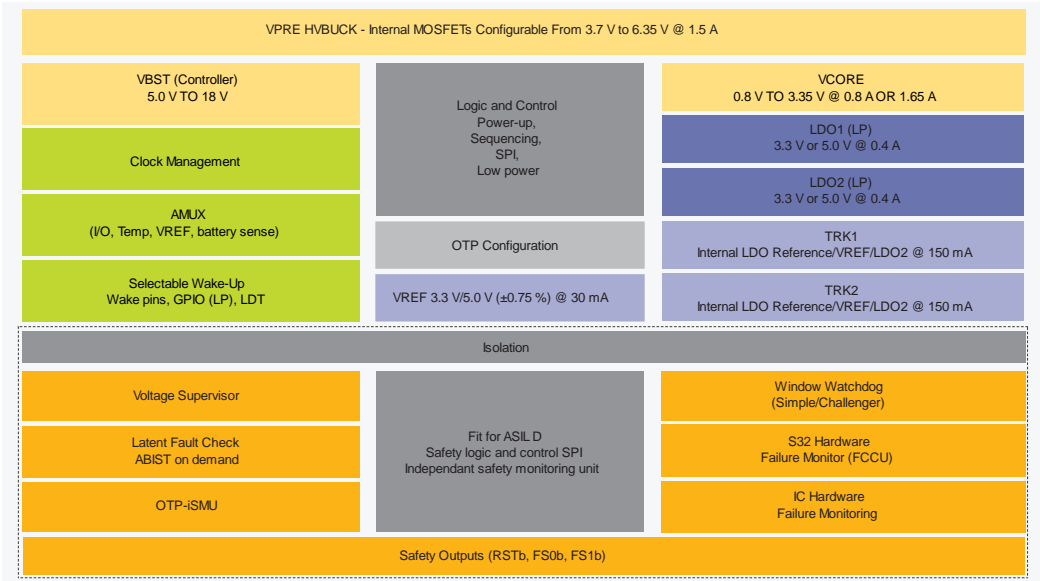 VPRE HVBUCK - Internal MOSFETs Configurable From 3.7 V to 6.35 V @ 1.5 A
VBST (Controller)
5.0 V TO 18 V
Clock Management
AMUX
(I/O, Temp, VREF, battery sense)
Selectable Wake-Up
Wake pins, GPIO (LP), LDT
Logic and Control
Power-up,
Sequencing,
SPI,
Low power
OTP Configuration
VREF 3.3 V/5.0 V (±0.75 %) @ 30 mA
VCORE
0.8 V TO 3.35 V @ 0.8 A OR 1.65 A
LDO1 (LP)
3.3 V or 5.0 V @ 0.4 A
LDO2 (LP)
3.3 V or 5.0 V @ 0.4 A
TRK1
Internal LDO Reference/VREF/LDO2 @ 150 mA
TRK2
Internal LDO Reference/VREF/LDO2 @ 150 mA
Isolation
Voltage Supervisor
Latent Fault Check
ABIST on demand
OTP-iSMU
Fit for ASIL D
Safety logic and control SPI
Independant safety monitoring unit
Window Watchdog
(Simple/Challenger)
S32 Hardware
Failure Monitor (FCCU)
IC Hardware
Failure Monitoring
Safety Outputs (RSTb, FS0b, FS1b)